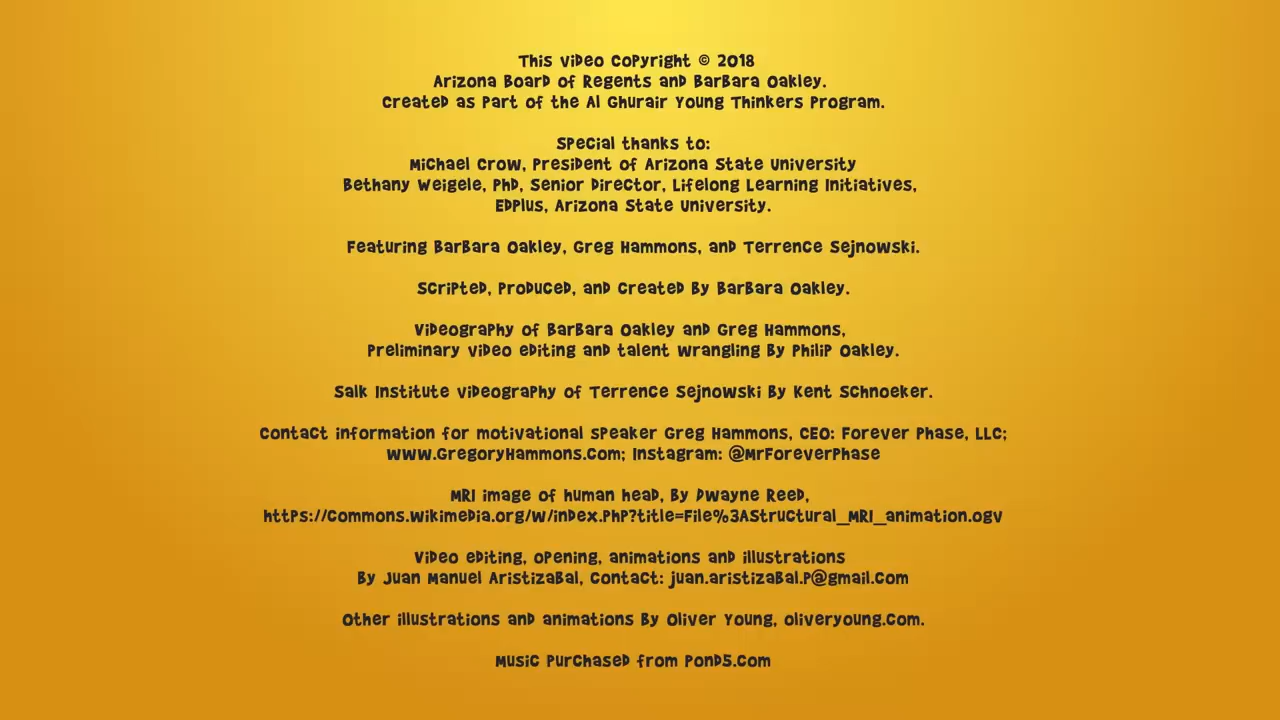 This video copyright © 2018
Arizona Board of Regents and Barbara Oakley.
Created as part of the Al Ghurair Young Thinkers Program.
Special thanks to:
Michael Crow, President of Arizona State University
Bethany Weigele, PhD, Senior Director, Lifelong Learning Initiatives,
EdPlus, Arizona State University.
Featuring Barbara Oakley, Greg Hammons, and Terrence Sejnowski.
Scripted, produced, and created by Barbara Oakley.
Videography of Barbara Oakley and Greg Hammons,
preliminary video editing and talent wrangling by Philip Oakley.
Salk Institute videography of Terrence Sejnowski by Kent Schnoeker.
Contact information for motivational speaker Greg Hammons, CEO: Forever Phase, LLC;
www.GregoryHammons.com; Instagram: @MrForeverPhase
MRI image of human head, by Dwayne Reed,
https://commons.wikimedia.org/w/index.php?title=File%3AStructural_MRI_animation.ogv
Video editing, opening, animations and illustrations
by Juan Manuel Aristizabal, Contact: juan.aristizabal.p@gmail.com
Other illustrations and animations by Oliver Young, oliveryoung.com.
Music purchased from Pond5.com